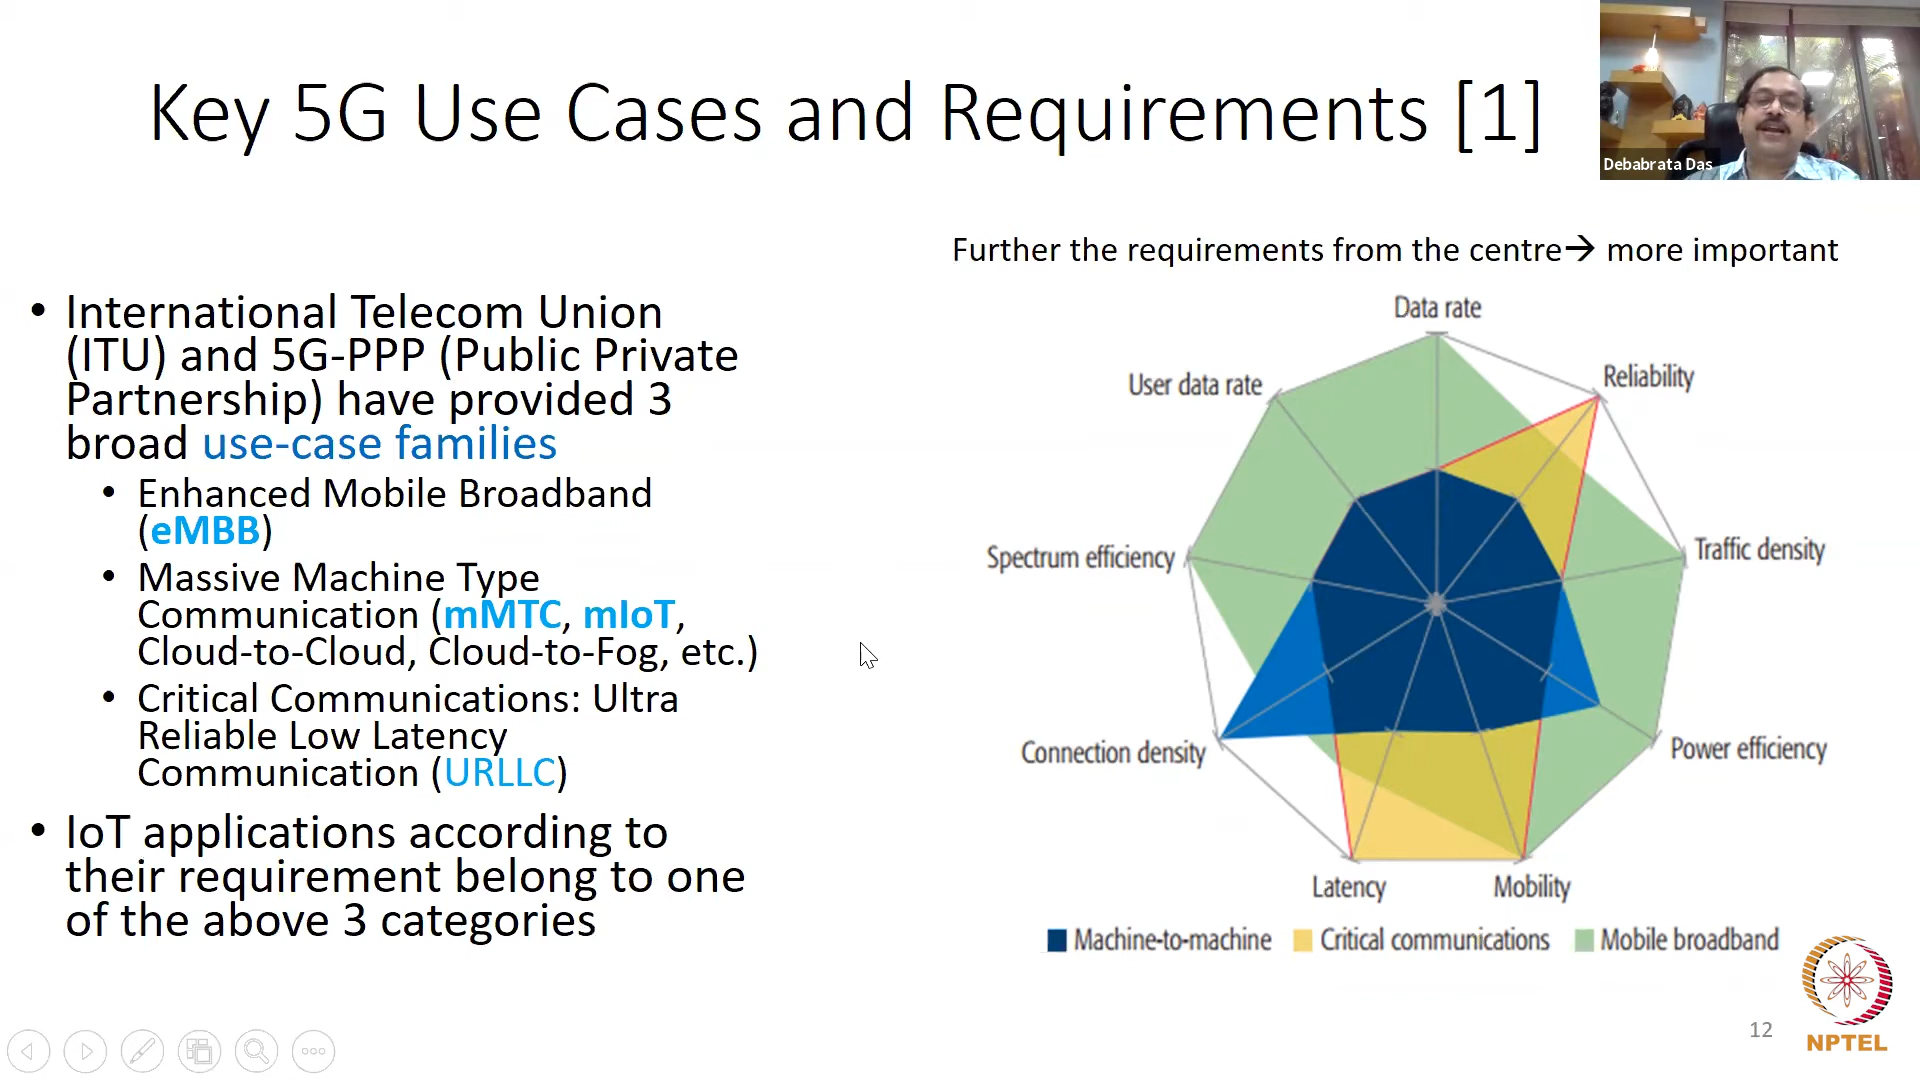 Key 5G Use Cases and Requirements [1]
Debabrata Das
Further the requirements from the centre→ more important
• International Telecom Union
(ITU) and 5G-PPP (Public Private
Partnership) have provided 3
broad use-case families
• Enhanced Mobile Broadband
(eMBB)
• Massive Machine Type
Communication (mMTC, mIoT,
Cloud-to-Cloud, Cloud-to-Fog, etc.)
• Critical Communications: Ultra
Reliable Low Latency
Communication (URLLC)
• IoT applications according to
their requirement belong to one
of the above 3 categories
Data rate
User data rate
Reliability
Spectrum efficiency
Traffic density
Connection density
Power efficiency
Latency
Mobility
Machine-to-machine
Critical communications
Mobile broadband
12
NPTEL